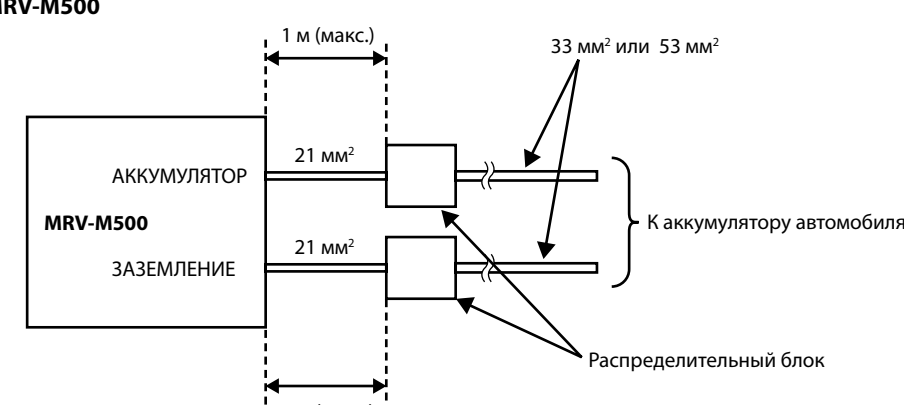 MRV-M500
1 м (макс.)
33 мм² или 53 мм²
21 мм²
АККУМУЛЯТОР
MRV-M500
К аккумулятору автомобиля
21 мм²
ЗАЗЕМЛЕНИЕ
Распределительный блок